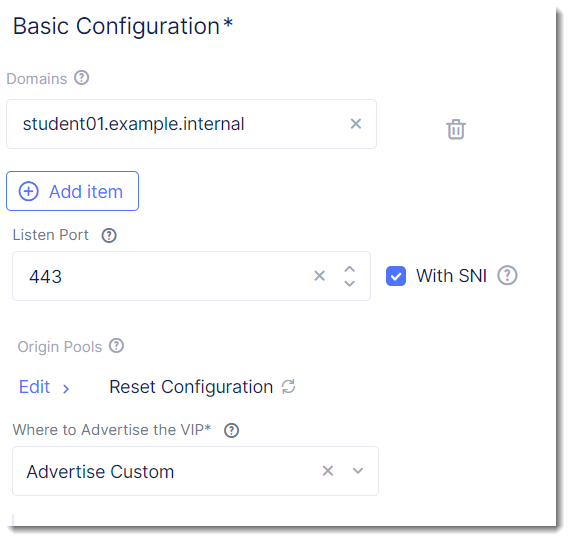 Basic Configuration*
Domains
student01.example.internal
Add item
Listen Port
443
With SNI
Origin Pools
Edit
Reset Configuration
Where to Advertise the VIP*
Advertise Custom